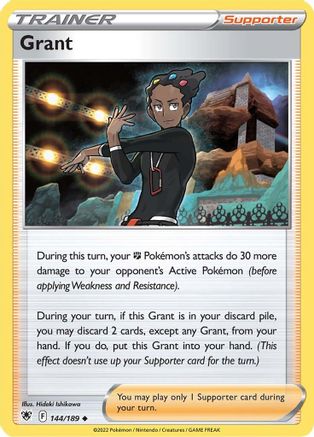 TRAINER Supporter
Grant
During this turn, your Pokémon's attacks do 30 more
damage to your opponent's Active Pokémon (before
applying Weakness and Resistance).
During your turn, if this Grant is in your discard pile,
you may discard 2 cards, except any Grant, from your
hand. If you do, put this Grant into your hand. (This
effect doesn't use up your Supporter card for the turn.)
Illus. Hideki Ishikawa
F 144/189
You may play only 1 Supporter card during
your turn.
©2022 Pokémon / Nintendo / Creatures / GAME FREAK